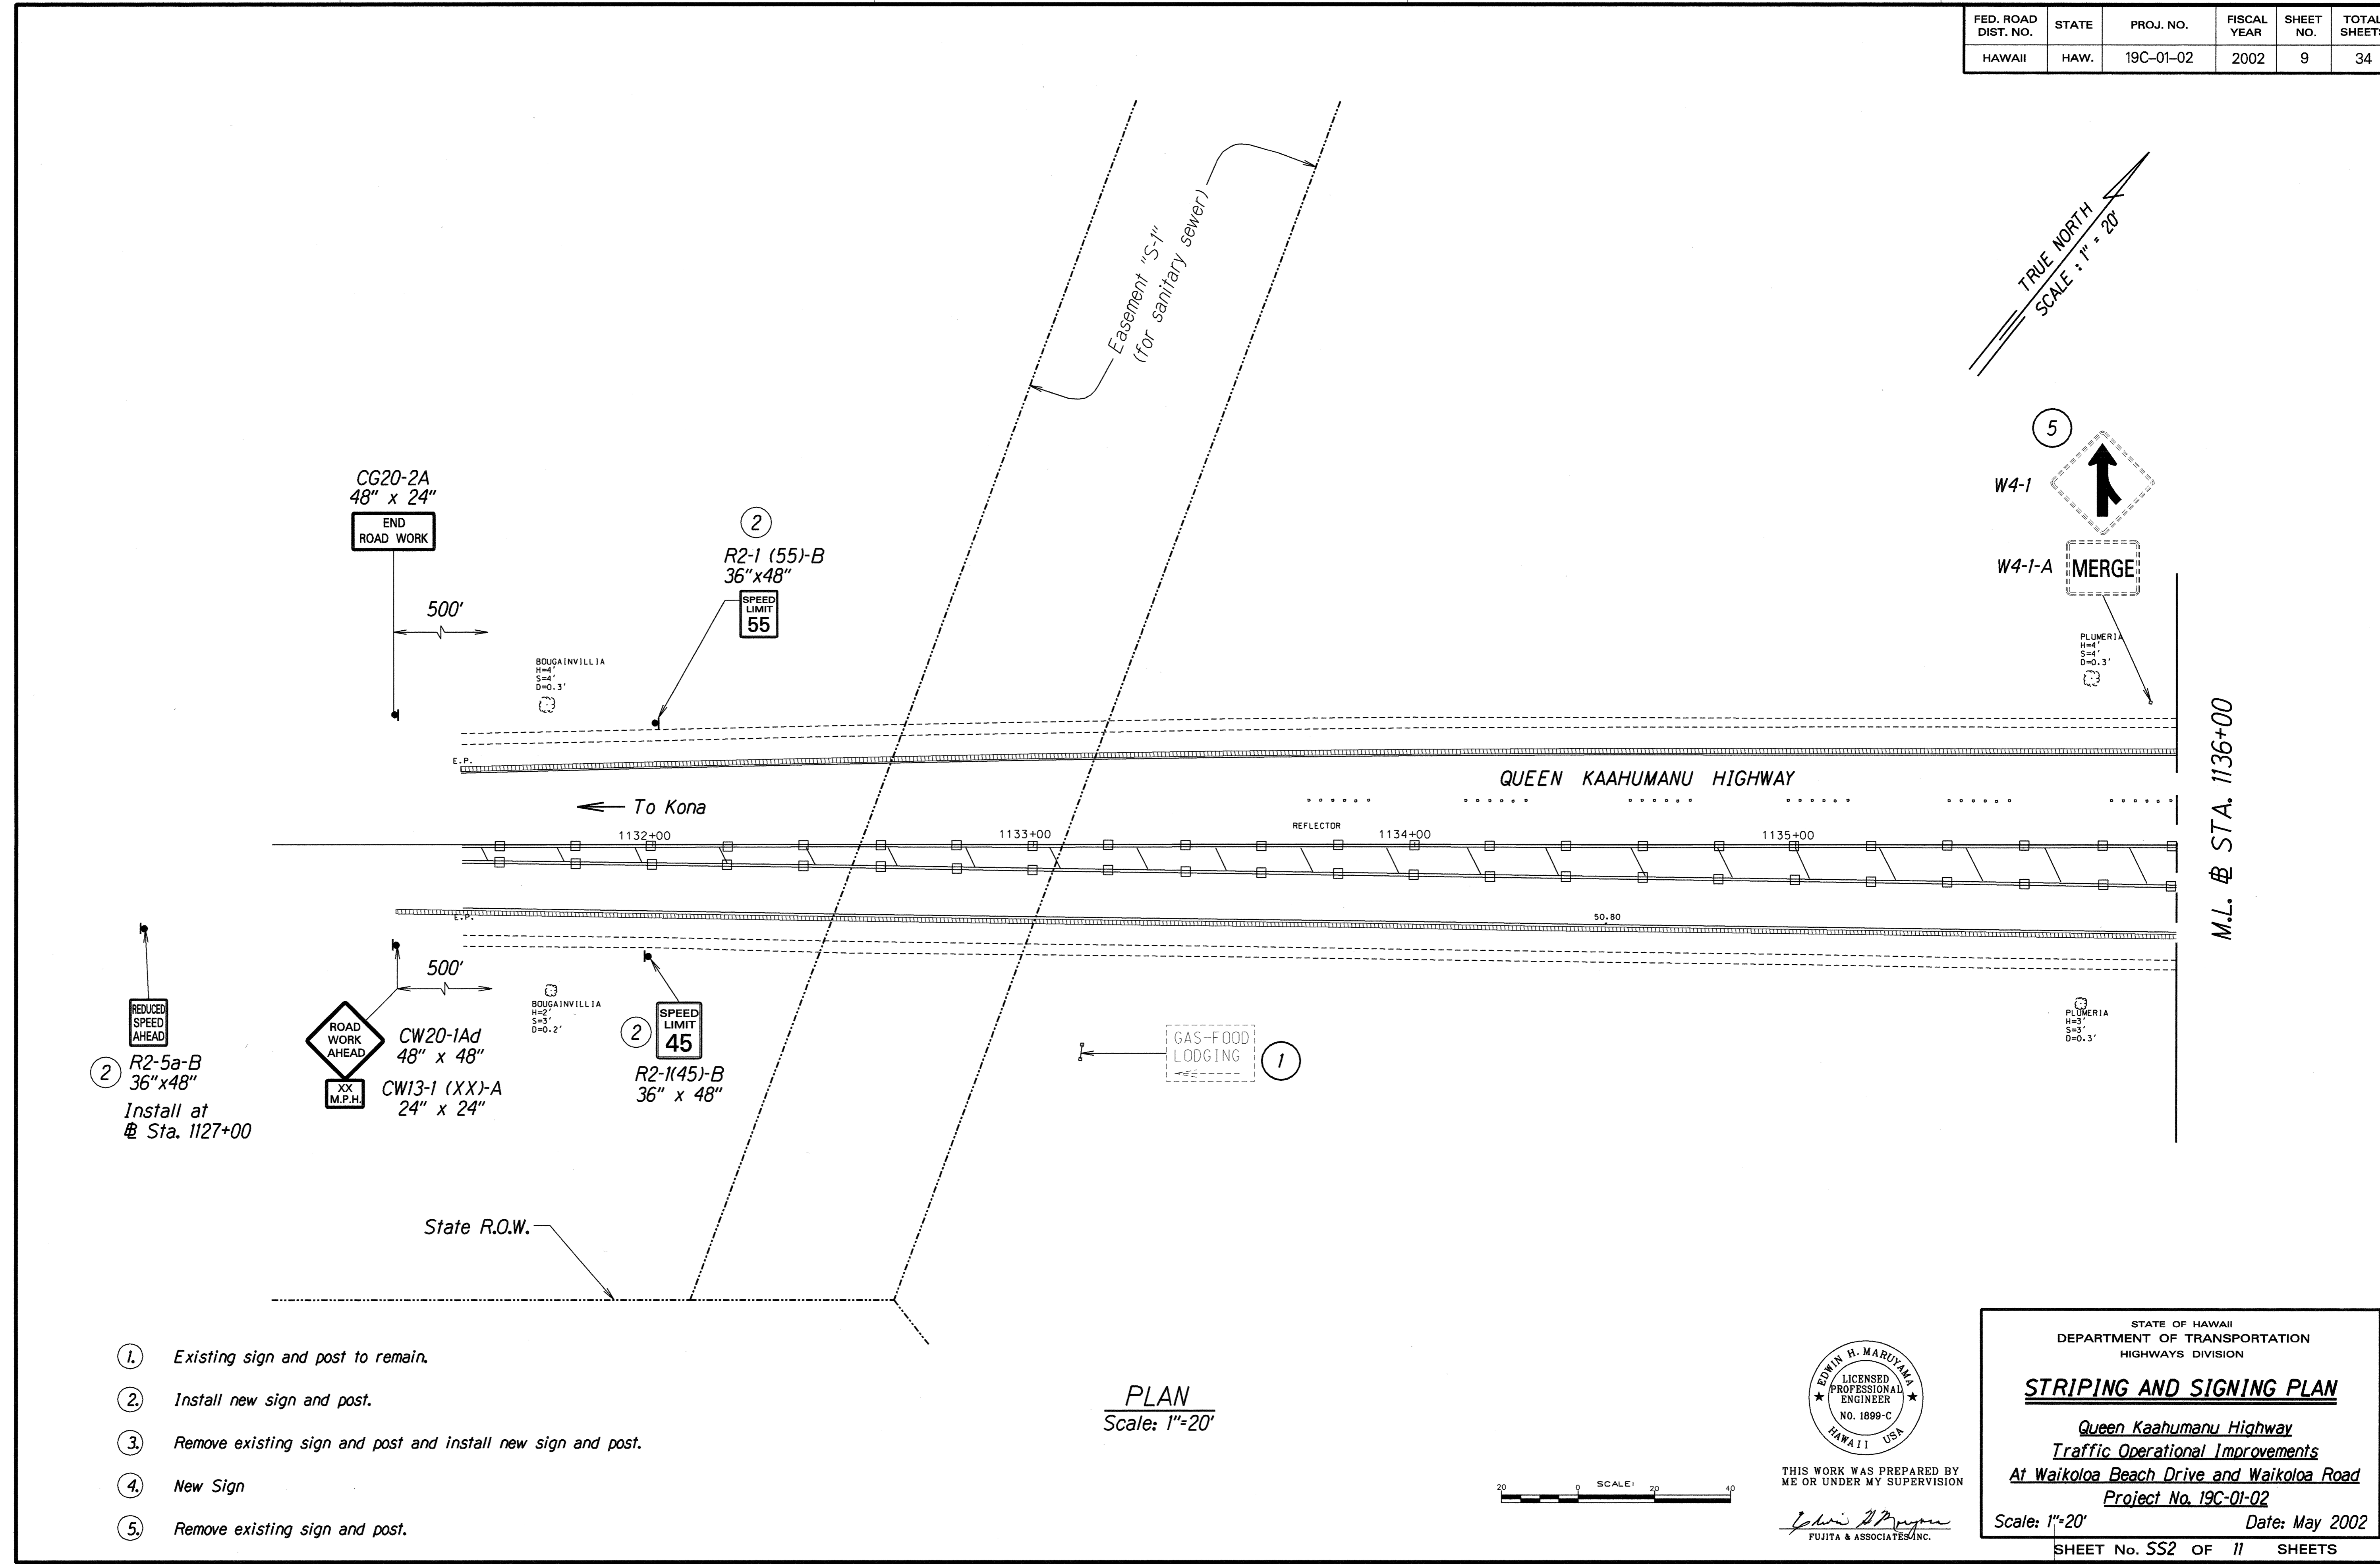 FED. ROAD DIST. NO. STATE PROJ. NO. FISCAL YEAR SHEET NO. TOTAL SHEETS
HAWAII HAW. 19C–01–02 2002 9 34
TRUE NORTH
SCALE : 1" = 20'
Easement "S-1"
(for sanitary sewer)
5
W4-1
W4-1-A
MERGE
CG20-2A
48" x 24"
END
ROAD WORK
500'
2
R2-1 (55)-B
36"x48"
SPEED
LIMIT
55
BOUGAINVILLIA
H=4'
S=4'
D=0.3'
PLUMERIA
H=4'
S=4'
D=0.3'
E.P.
QUEEN KAAHUMANU HIGHWAY
To Kona
REFLECTOR
1132+00 1133+00 1134+00 1135+00
M.L. ⅊ STA. 1136+00
E.P.
50.80
500'
REDUCED
SPEED
AHEAD
2
R2-5a-B
36"x48"
Install at
⅊ Sta. 1127+00
ROAD
WORK
AHEAD
XX
M.P.H.
CW20-1Ad
48" x 48"
CW13-1 (XX)-A
24" x 24"
BOUGAINVILLIA
H=2'
S=3'
D=0.2'
2
SPEED
LIMIT
45
R2-1(45)-B
36" x 48"
GAS-FOOD
LODGING
1
PLUMERIA
H=3'
S=3'
D=0.3'
State R.O.W.
1. Existing sign and post to remain.
2. Install new sign and post.
3. Remove existing sign and post and install new sign and post.
4. New Sign
5. Remove existing sign and post.
PLAN
Scale: 1"=20'
20 0 SCALE: 20 40
EDWIN H. MARUYAMA
LICENSED
PROFESSIONAL
ENGINEER
NO. 1899-C
HAWAII USA
THIS WORK WAS PREPARED BY
ME OR UNDER MY SUPERVISION
FUJITA & ASSOCIATES, INC.
STATE OF HAWAII
DEPARTMENT OF TRANSPORTATION
HIGHWAYS DIVISION
STRIPING AND SIGNING PLAN
Queen Kaahumanu Highway
Traffic Operational Improvements
At Waikoloa Beach Drive and Waikoloa Road
Project No. 19C-01-02
Scale: 1"=20' Date: May 2002
SHEET No. SS2 OF 11 SHEETS